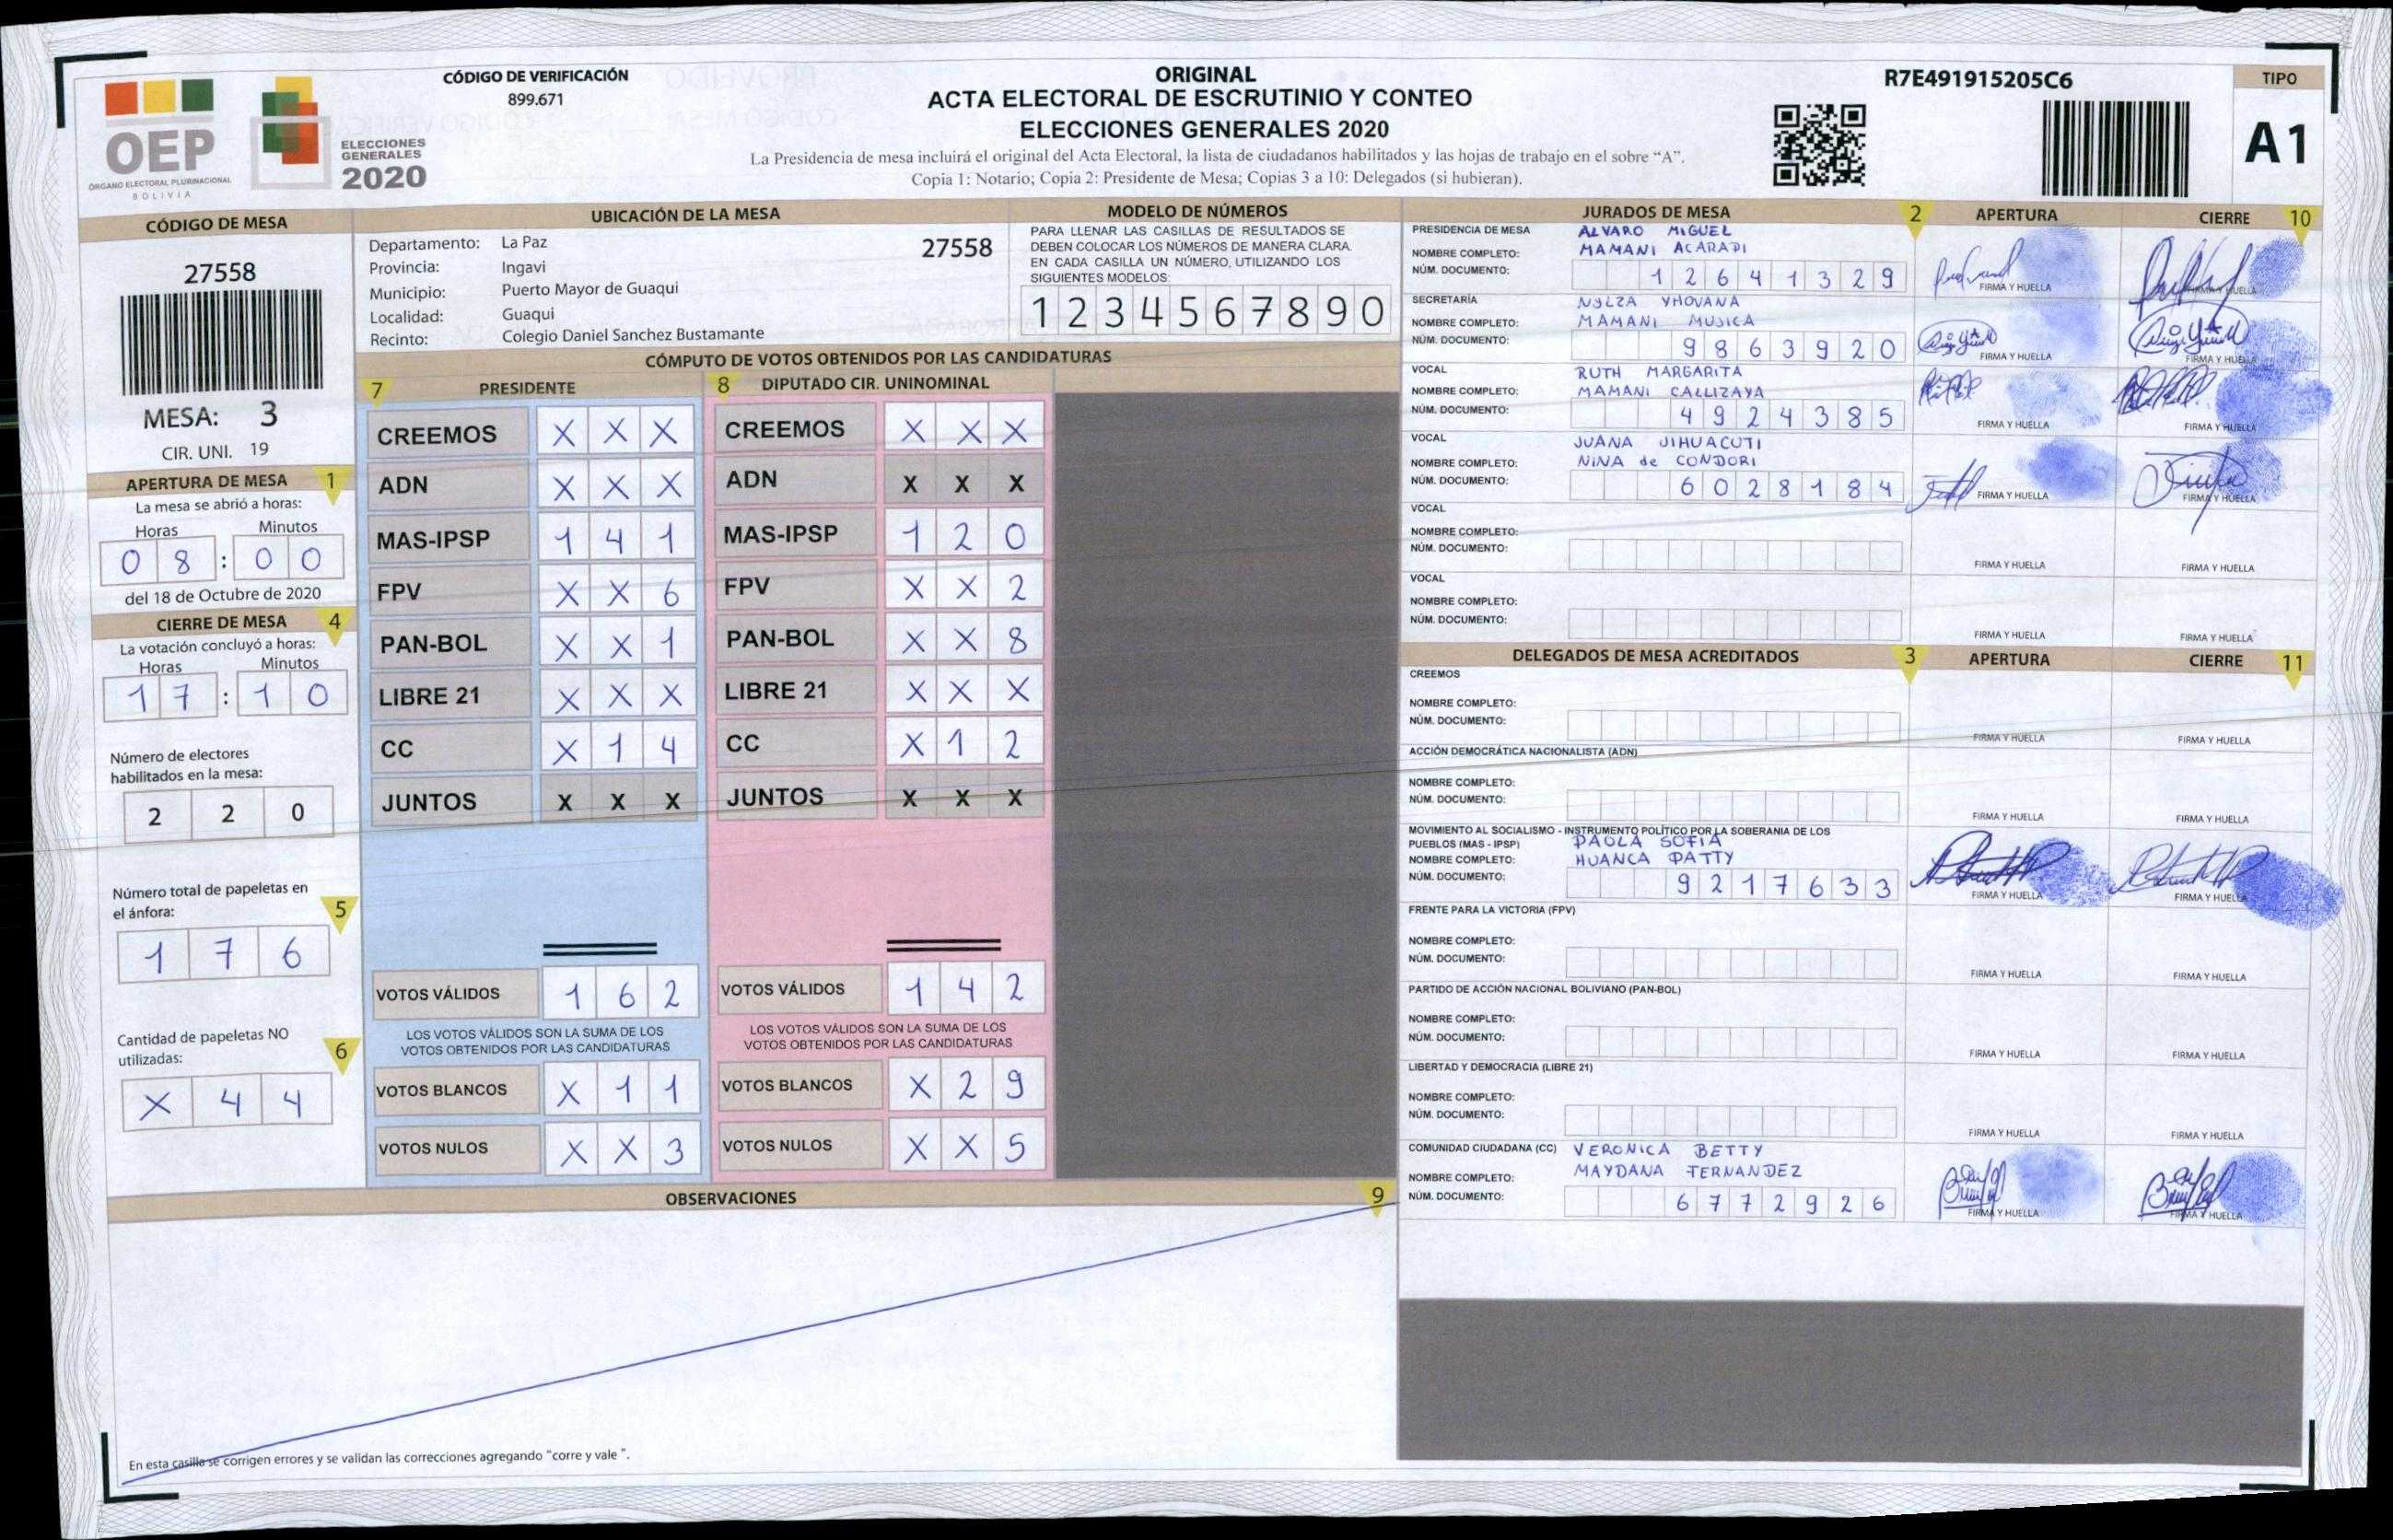 OEP
ÓRGANO ELECTORAL PLURINACIONAL
BOLIVIA
ELECCIONES
GENERALES
2020
CÓDIGO DE VERIFICACIÓN
899.671
ORIGINAL
ACTA ELECTORAL DE ESCRUTINIO Y CONTEO
ELECCIONES GENERALES 2020
La Presidencia de mesa incluirá el original del Acta Electoral, la lista de ciudadanos habilitados y las hojas de trabajo en el sobre “A”.
Copia 1: Notario; Copia 2: Presidente de Mesa; Copias 3 a 10: Delegados (si hubieran).
R7E491915205C6
TIPO
A1
CÓDIGO DE MESA
27558
MESA: 3
CIR. UNI. 19
APERTURA DE MESA 1
La mesa se abrió a horas:
Horas Minutos
0 8 : 0 0
del 18 de Octubre de 2020
CIERRE DE MESA 4
La votación concluyó a horas:
Horas Minutos
1 7 : 1 0
Número de electores
habilitados en la mesa:
2 2 0
Número total de papeletas en
el ánfora: 5
1 7 6
Cantidad de papeletas NO
utilizadas: 6
X 4 4
UBICACIÓN DE LA MESA
Departamento: La Paz 27558
Provincia: Ingavi
Municipio: Puerto Mayor de Guaqui
Localidad: Guaqui
Recinto: Colegio Daniel Sanchez Bustamante
MODELO DE NÚMEROS
PARA LLENAR LAS CASILLAS DE RESULTADOS SE
DEBEN COLOCAR LOS NÚMEROS DE MANERA CLARA.
EN CADA CASILLA UN NÚMERO, UTILIZANDO LOS
SIGUIENTES MODELOS:
1 2 3 4 5 6 7 8 9 0
CÓMPUTO DE VOTOS OBTENIDOS POR LAS CANDIDATURAS
7 PRESIDENTE
CREEMOS X X X
ADN X X X
MAS-IPSP 1 4 1
FPV X X 6
PAN-BOL X X 1
LIBRE 21 X X X
CC X 1 4
JUNTOS X X X
VOTOS VÁLIDOS 1 6 2
LOS VOTOS VÁLIDOS SON LA SUMA DE LOS
VOTOS OBTENIDOS POR LAS CANDIDATURAS
VOTOS BLANCOS X 1 1
VOTOS NULOS X X 3
8 DIPUTADO CIR. UNINOMINAL
CREEMOS X X X
ADN X X X
MAS-IPSP 1 2 0
FPV X X 2
PAN-BOL X X 8
LIBRE 21 X X X
CC X 1 2
JUNTOS X X X
VOTOS VÁLIDOS 1 4 2
LOS VOTOS VÁLIDOS SON LA SUMA DE LOS
VOTOS OBTENIDOS POR LAS CANDIDATURAS
VOTOS BLANCOS X 2 9
VOTOS NULOS X X 5
OBSERVACIONES 9
En esta casilla se corrigen errores y se validan las correcciones agregando "corre y vale ".
JURADOS DE MESA 2 APERTURA CIERRE 10
PRESIDENCIA DE MESA ALVARO MIGUEL
NOMBRE COMPLETO: MAMANI ACARAPI
NÚM. DOCUMENTO: 1 2 6 4 1 3 2 9
FIRMA Y HUELLA FIRMA Y HUELLA
SECRETARÍA NYLZA YHOVANA
NOMBRE COMPLETO: MAMANI MUJICA
NÚM. DOCUMENTO: 9 8 6 3 9 2 0
FIRMA Y HUELLA FIRMA Y HUELLA
VOCAL RUTH MARGARITA
NOMBRE COMPLETO: MAMANI CALLIZAYA
NÚM. DOCUMENTO: 4 9 2 4 3 8 5
FIRMA Y HUELLA FIRMA Y HUELLA
VOCAL JUANA JIHUACUTI
NOMBRE COMPLETO: NINA de CONDORI
NÚM. DOCUMENTO: 6 0 2 8 1 8 4
FIRMA Y HUELLA FIRMA Y HUELLA
VOCAL
NOMBRE COMPLETO:
NÚM. DOCUMENTO:
FIRMA Y HUELLA FIRMA Y HUELLA
VOCAL
NOMBRE COMPLETO:
NÚM. DOCUMENTO:
FIRMA Y HUELLA FIRMA Y HUELLA
DELEGADOS DE MESA ACREDITADOS 3 APERTURA CIERRE 11
CREEMOS
NOMBRE COMPLETO:
NÚM. DOCUMENTO:
FIRMA Y HUELLA FIRMA Y HUELLA
ACCIÓN DEMOCRÁTICA NACIONALISTA (ADN)
NOMBRE COMPLETO:
NÚM. DOCUMENTO:
FIRMA Y HUELLA FIRMA Y HUELLA
MOVIMIENTO AL SOCIALISMO - INSTRUMENTO POLÍTICO POR LA SOBERANIA DE LOS
PUEBLOS (MAS - IPSP) PAOLA SOFIA
NOMBRE COMPLETO: HUANCA PATTY
NÚM. DOCUMENTO: 9 2 1 7 6 3 3
FIRMA Y HUELLA FIRMA Y HUELLA
FRENTE PARA LA VICTORIA (FPV)
NOMBRE COMPLETO:
NÚM. DOCUMENTO:
FIRMA Y HUELLA FIRMA Y HUELLA
PARTIDO DE ACCIÓN NACIONAL BOLIVIANO (PAN-BOL)
NOMBRE COMPLETO:
NÚM. DOCUMENTO:
FIRMA Y HUELLA FIRMA Y HUELLA
LIBERTAD Y DEMOCRACIA (LIBRE 21)
NOMBRE COMPLETO:
NÚM. DOCUMENTO:
FIRMA Y HUELLA FIRMA Y HUELLA
COMUNIDAD CIUDADANA (CC) VERONICA BETTY
NOMBRE COMPLETO: MAYDANA FERNANDEZ
NÚM. DOCUMENTO: 6 7 7 2 9 2 6
FIRMA Y HUELLA FIRMA Y HUELLA